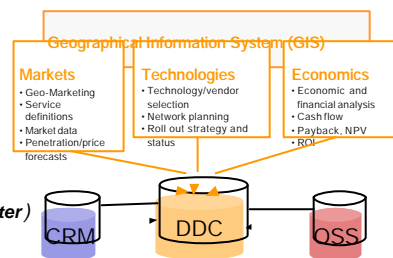 Geographical Information System (GIS)
Markets
• Geo-Marketing
• Service
definitions
• Market data
• Penetration/price
forecasts
Technologies
• Technology/vendor
selection
• Network planning
• Roll out strategy and
status
Economics
• Economic and
financial analysis
• Cash flow
• Payback, NPV
• ROI
ter)
CRM
DDC
OSS